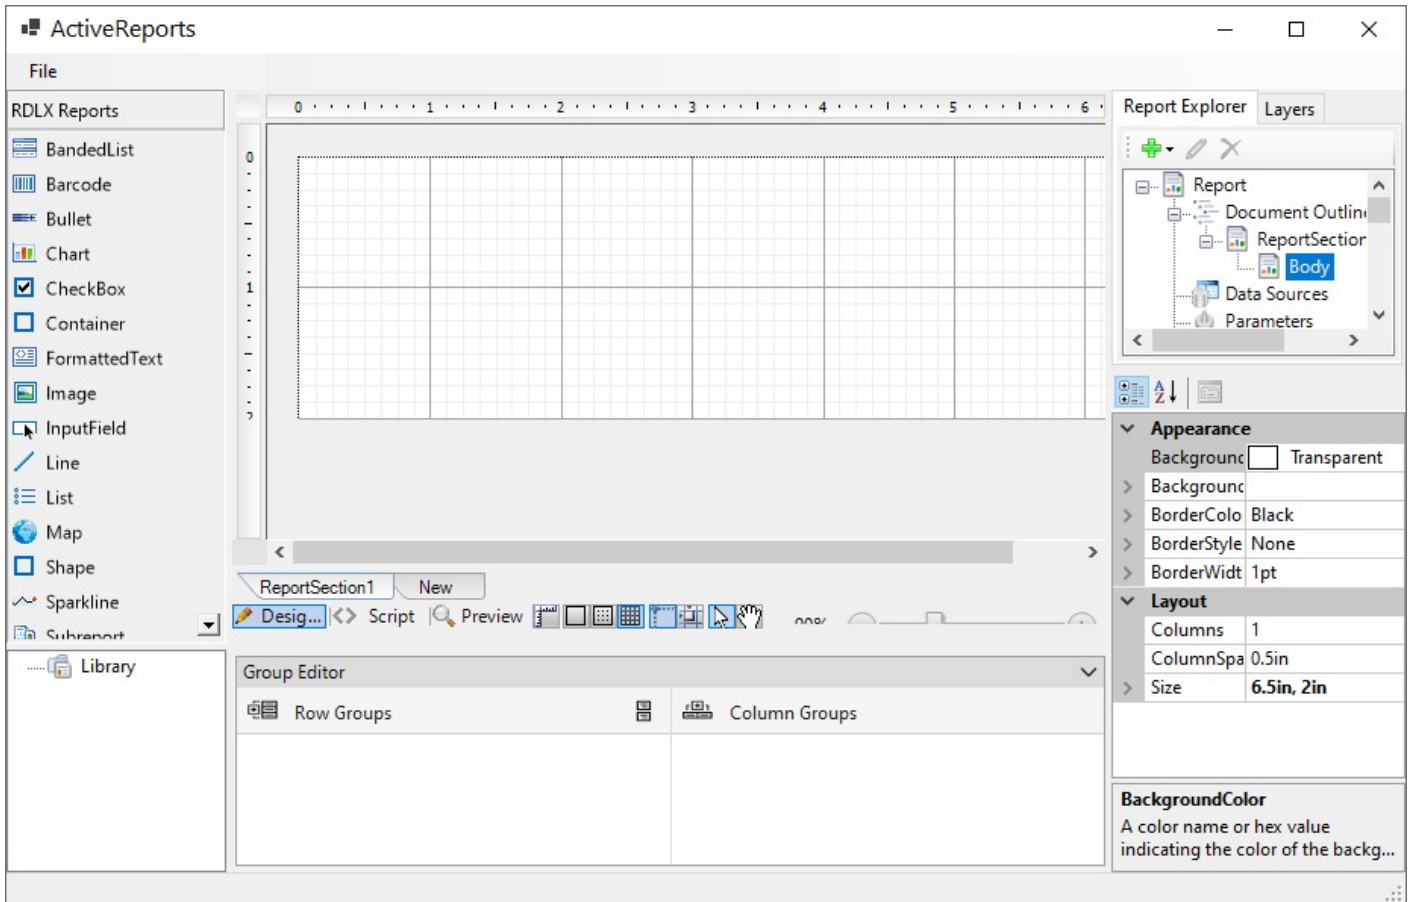 ActiveReports
File
RDLX Reports
BandedList
Barcode
Bullet
Chart
CheckBox
Container
FormattedText
Image
InputField
Line
List
Map
Shape
Sparkline
Subreport
Library
0 1 2 3 4 5 6
0
1
ReportSection1 New
Desig... Script Preview
Group Editor
Row Groups Column Groups
Report Explorer Layers
Report
Document Outlin
ReportSection
Body
Data Sources
Parameters
Appearance
Background Transparent
Background
BorderColo Black
BorderStyle None
BorderWidt 1pt
Layout
Columns 1
ColumnSpa 0.5in
Size 6.5in, 2in
BackgroundColor
A color name or hex value
indicating the color of the backg...